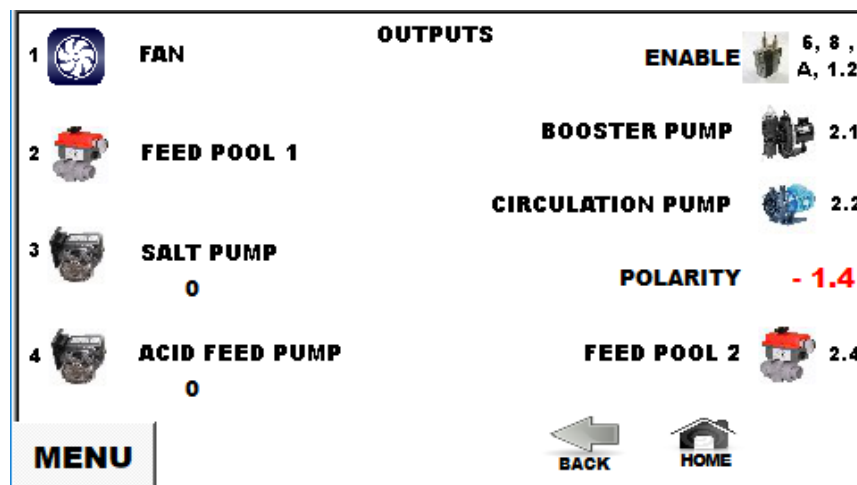 OUTPUTS
1 FAN
ENABLE 6, 8 ,
A, 1.2
2 FEED POOL 1
BOOSTER PUMP 2.1
CIRCULATION PUMP 2.2
3 SALT PUMP
0
POLARITY - 1.4
4 ACID FEED PUMP
0
FEED POOL 2 2.4
MENU
BACK
HOME